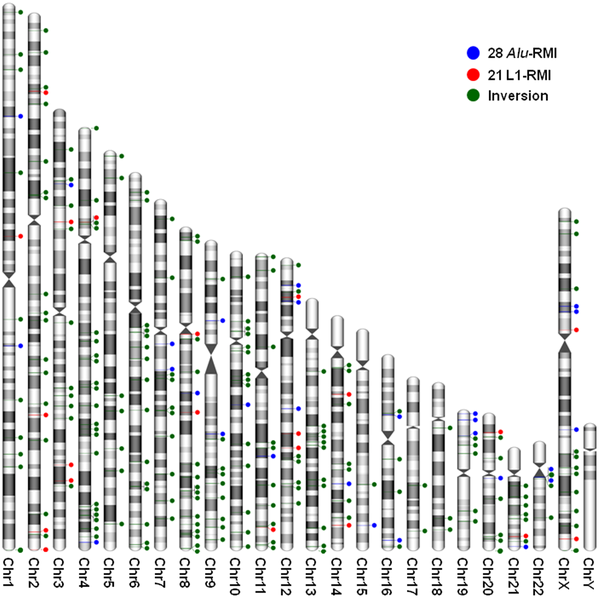 28 Alu-RMI
21 L1-RMI
Inversion
Chr1
Chr2
Chr3
Chr4
Chr5
Chr6
Chr7
Chr8
Chr9
Chr10
Chr11
Chr12
Chr13
Chr14
Chr15
Chr16
Chr17
Chr18
Chr19
Chr20
Chr21
Chr22
ChrX
ChrY